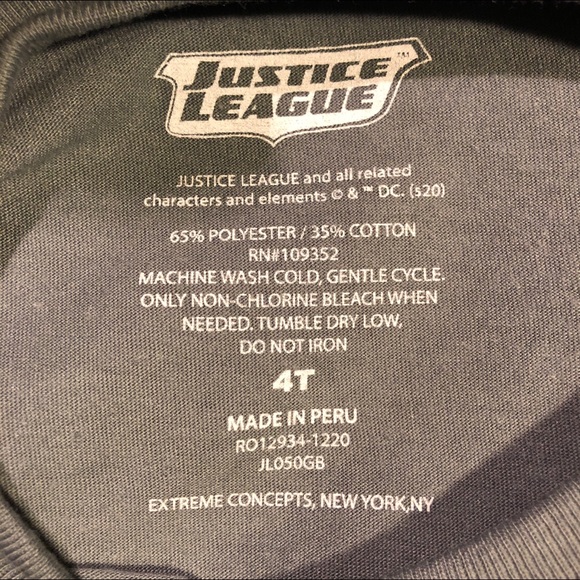 JUSTICE
LEAGUE
™
JUSTICE LEAGUE and all related
characters and elements © & ™ DC. (s20)
65% POLYESTER / 35% COTTON
RN#109352
MACHINE WASH COLD, GENTLE CYCLE.
ONLY NON-CHLORINE BLEACH WHEN
NEEDED. TUMBLE DRY LOW,
DO NOT IRON
4T
MADE IN PERU
RO12934-1220
JL050GB
EXTREME CONCEPTS, NEW YORK,NY